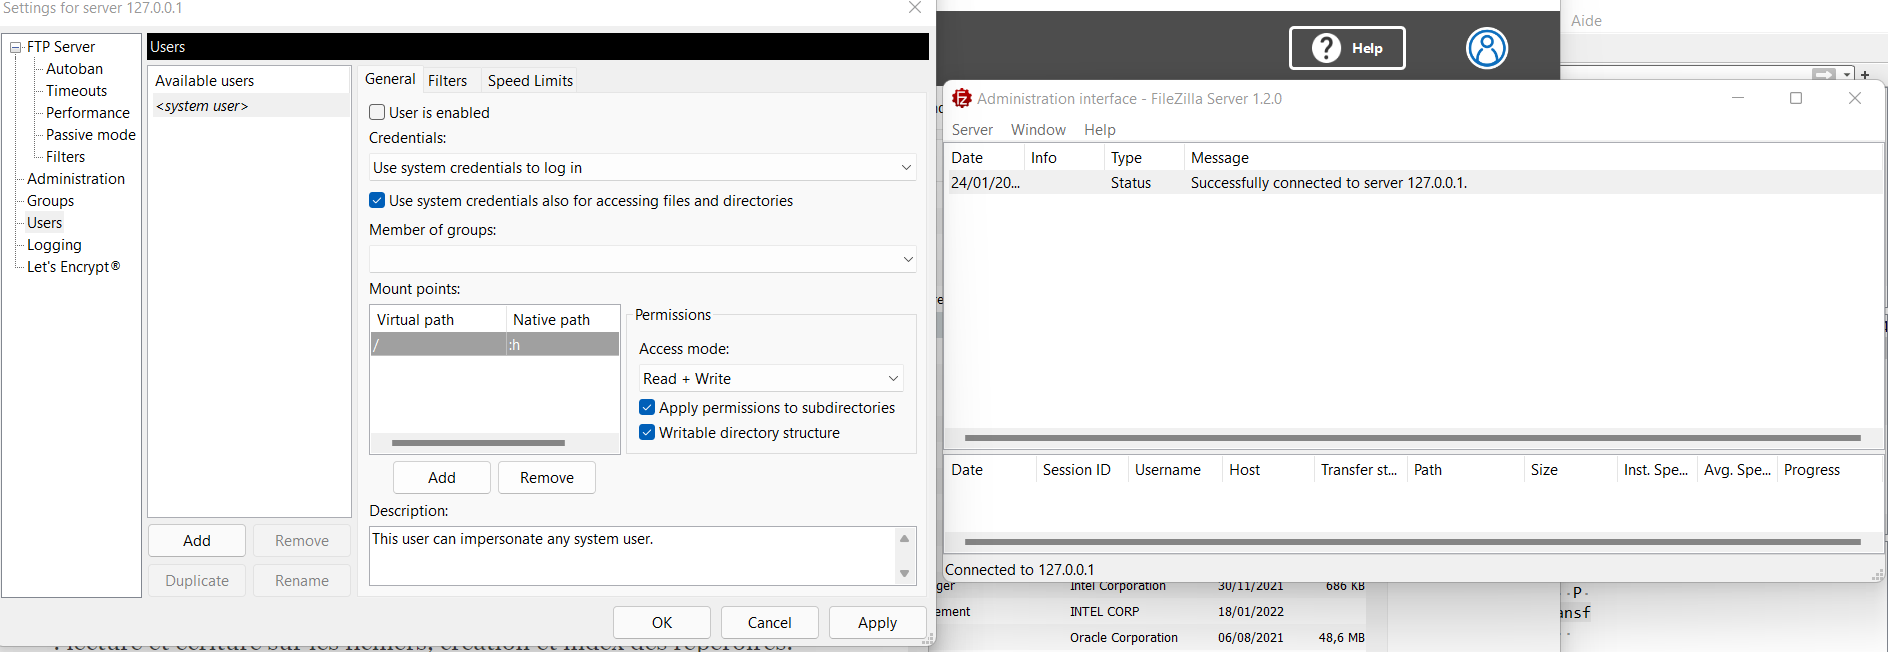 Settings for server 127.0.0.1
FTP Server
Autoban
Timeouts
Performance
Passive mode
Filters
Administration
Groups
Users
Logging
Let's Encrypt®
Users
Available users
<system user>
Add
Remove
Duplicate
Rename
General
Filters
Speed Limits
User is enabled
Credentials:
Use system credentials to log in
Use system credentials also for accessing files and directories
Member of groups:
Mount points:
Virtual path Native path
/ :h
Add
Remove
Permissions
Access mode:
Read + Write
Apply permissions to subdirectories
Writable directory structure
Description:
This user can impersonate any system user.
OK
Cancel
Apply
Help
Aide
Administration interface - FileZilla Server 1.2.0
Server Window Help
Date Info Type Message
24/01/20... Status Successfully connected to server 127.0.0.1.
Date Session ID Username Host Transfer st... Path Size Inst. Spe... Avg. Spe... Progress
Connected to 127.0.0.1
ger Intel Corporation 30/11/2021 686 KB
ement INTEL CORP 18/01/2022
Oracle Corporation 06/08/2021 48,6 MB
P
ansf